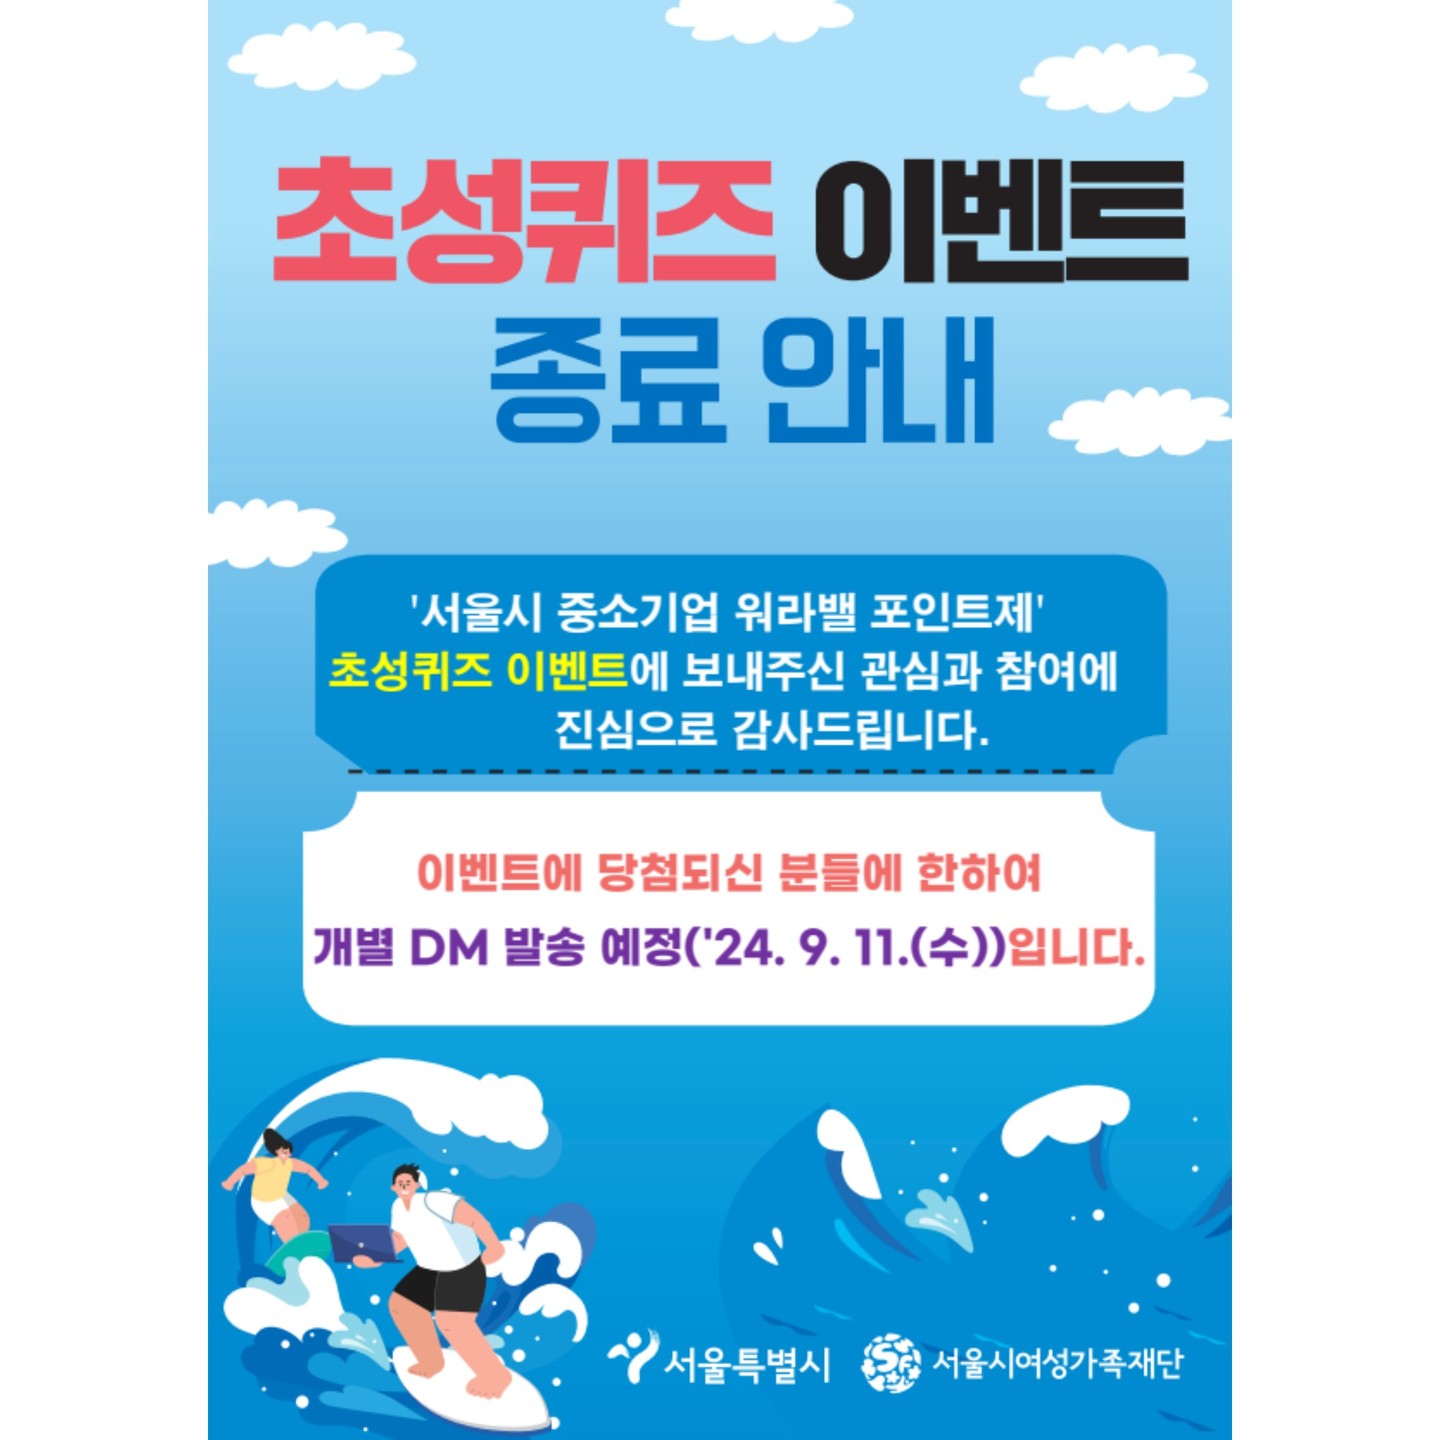 초성퀴즈 이벤트
종료 안내
'서울시 중소기업 워라밸 포인트제'
초성퀴즈 이벤트에 보내주신 관심과 참여에
진심으로 감사드립니다.
이벤트에 당첨되신 분들에 한하여
개별 DM 발송 예정('24. 9. 11.(수))입니다.
서울특별시 SF 서울시여성가족재단